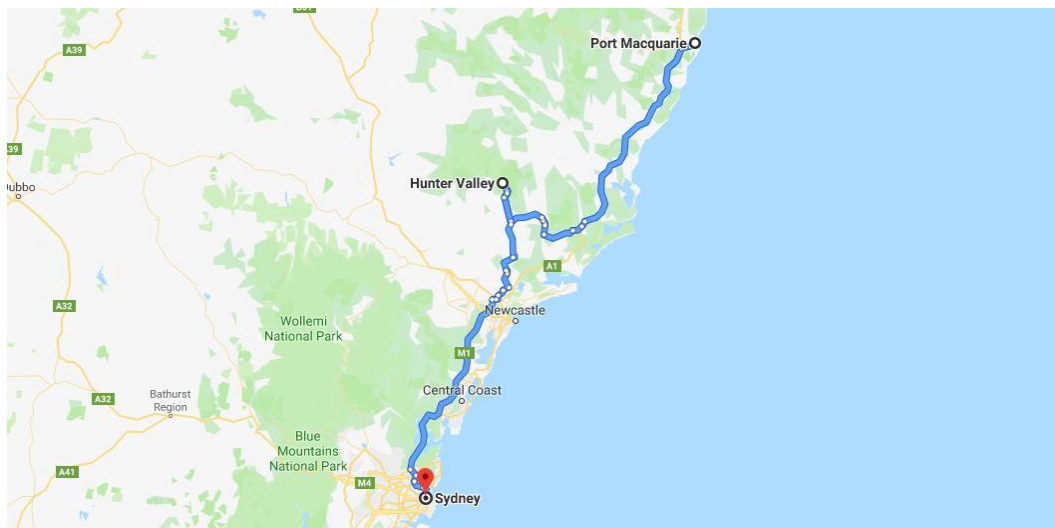 Port Macquarie
A39
39
Hunter Valley
ubbo
A1
A32
Newcastle
Wollemi
National Park
M1
Central Coast
Bathurst
Region
A32
Blue
Mountains
National Park
A41
M4
Sydney